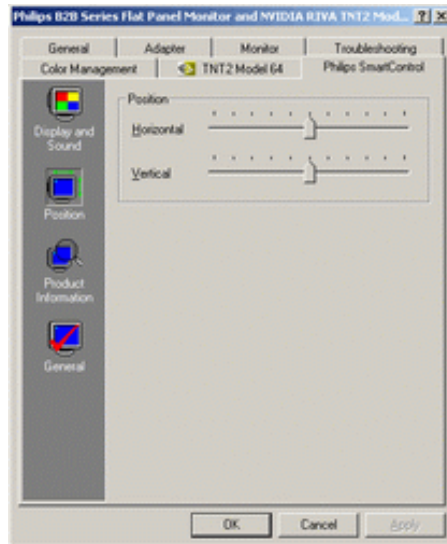 Philips B2B Series Flat Panel Monitor and NVIDIA RIVA TNT2 Mod...
General Adapter Monitor Troubleshooting
Color Management TNT2 Model 64 Philips SmartControl
Display and
Sound
Position
Product
Information
General
Position
Horizontal
Vertical
OK Cancel Apply